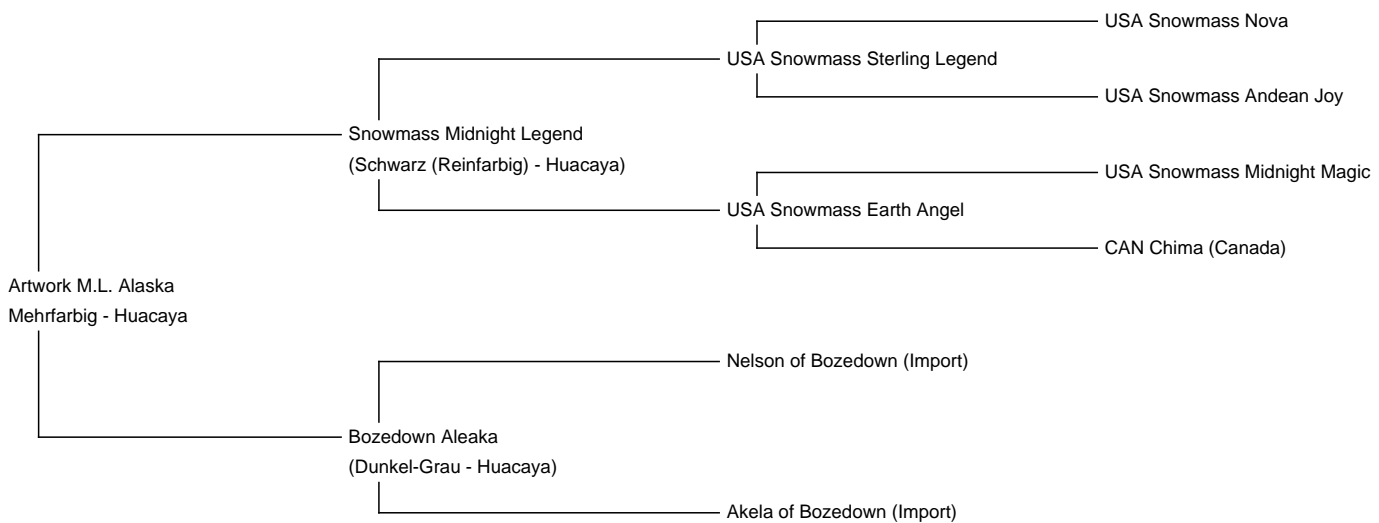 USA Snowmass Nova
USA Snowmass Sterling Legend
USA Snowmass Andean Joy
Snowmass Midnight Legend
(Schwarz (Reinfarbig) - Huacaya)
USA Snowmass Midnight Magic
USA Snowmass Earth Angel
CAN Chima (Canada)
Artwork M.L. Alaska
Mehrfarbig - Huacaya
Nelson of Bozedown (Import)
Bozedown Aleaka
(Dunkel-Grau - Huacaya)
Akela of Bozedown (Import)